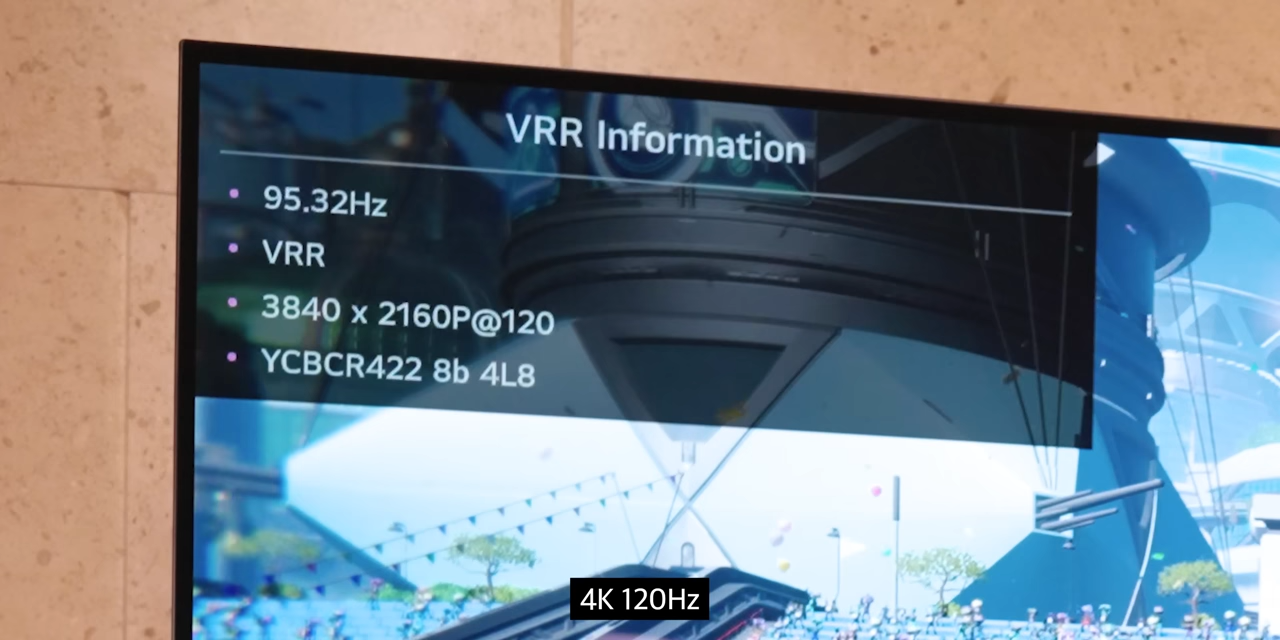 VRR Information
95.32Hz
VRR
3840 x 2160P@120
YCBCR422 8b 4L8
4K 120Hz